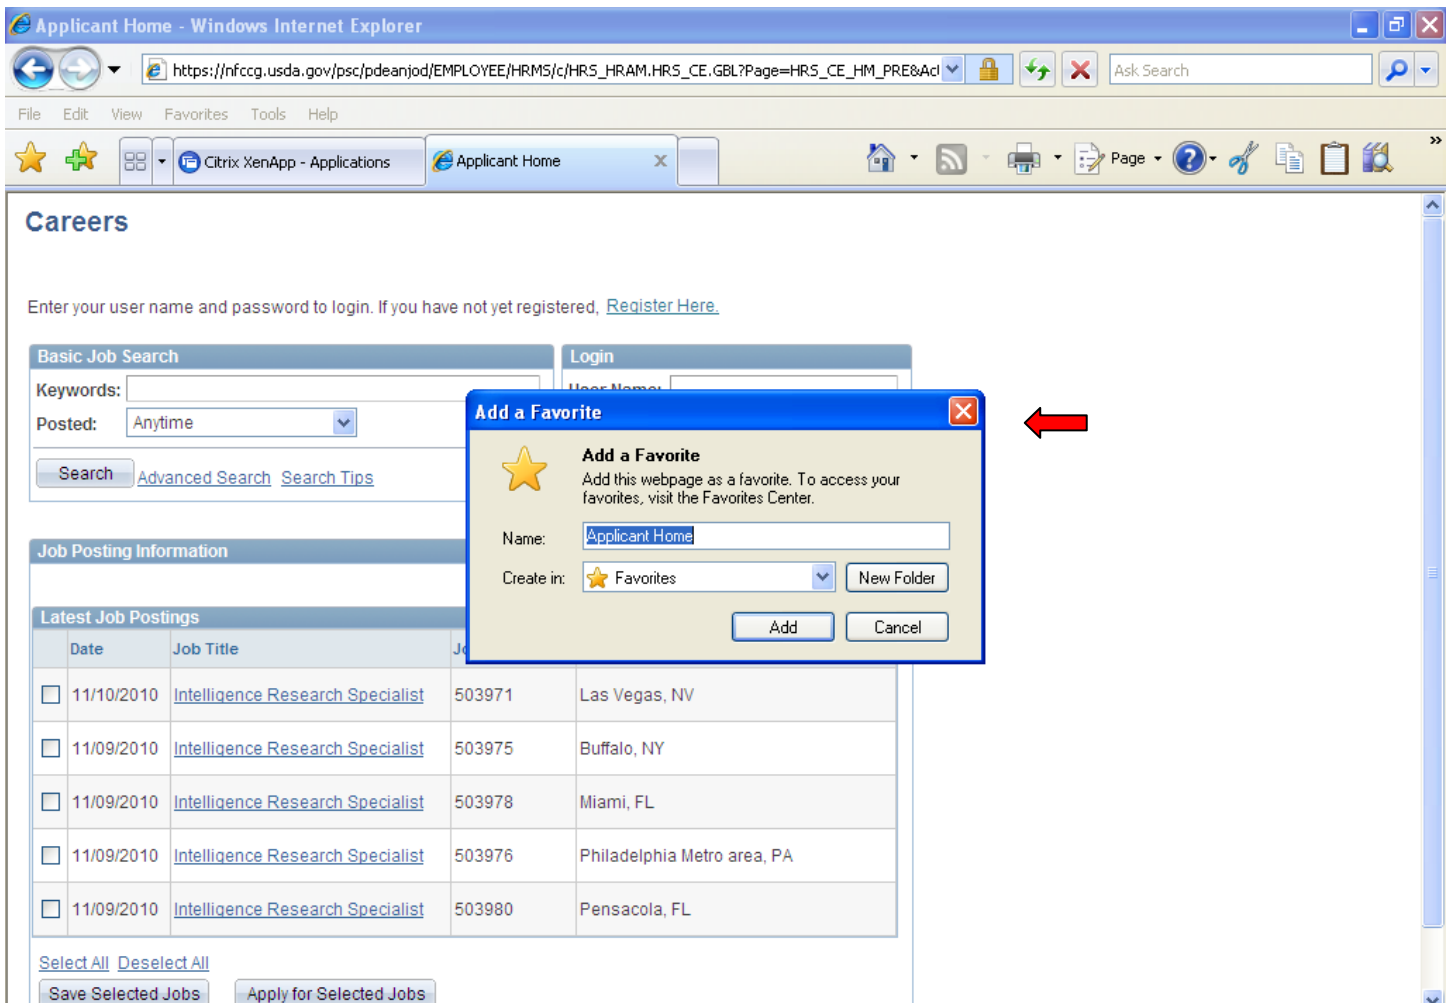 Applicant Home - Windows Internet Explorer
https://nfccg.usda.gov/psc/pdeanjod/EMPLOYEE/HRMS/c/HRS_HRAM.HRS_CE.GBL?Page=HRS_CE_HM_PRE&Acl
Ask Search
File Edit View Favorites Tools Help
Citrix XenApp - Applications
Applicant Home
Page
Careers
Enter your user name and password to login. If you have not yet registered, Register Here.
Basic Job Search
Login
Keywords:
User Name:
Posted: Anytime
Search Advanced Search Search Tips
Add a Favorite
Add a Favorite
Add this webpage as a favorite. To access your
favorites, visit the Favorites Center.
Name: Applicant Home
Create in: Favorites New Folder
Add Cancel
Job Posting Information
Latest Job Postings
Date Job Title
11/10/2010 Intelligence Research Specialist 503971 Las Vegas, NV
11/09/2010 Intelligence Research Specialist 503975 Buffalo, NY
11/09/2010 Intelligence Research Specialist 503978 Miami, FL
11/09/2010 Intelligence Research Specialist 503976 Philadelphia Metro area, PA
11/09/2010 Intelligence Research Specialist 503980 Pensacola, FL
Select All Deselect All
Save Selected Jobs Apply for Selected Jobs